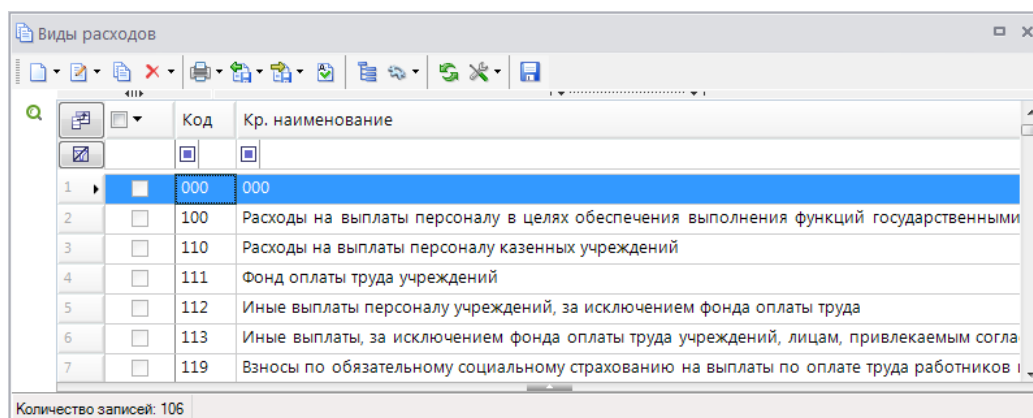 Виды расходов
Код Кр. наименование
1 000 000
2 100 Расходы на выплаты персоналу в целях обеспечения выполнения функций государственными
3 110 Расходы на выплаты персоналу казенных учреждений
4 111 Фонд оплаты труда учреждений
5 112 Иные выплаты персоналу учреждений, за исключением фонда оплаты труда
6 113 Иные выплаты, за исключением фонда оплаты труда учреждений, лицам, привлекаемым согла
7 119 Взносы по обязательному социальному страхованию на выплаты по оплате труда работников
Количество записей: 106